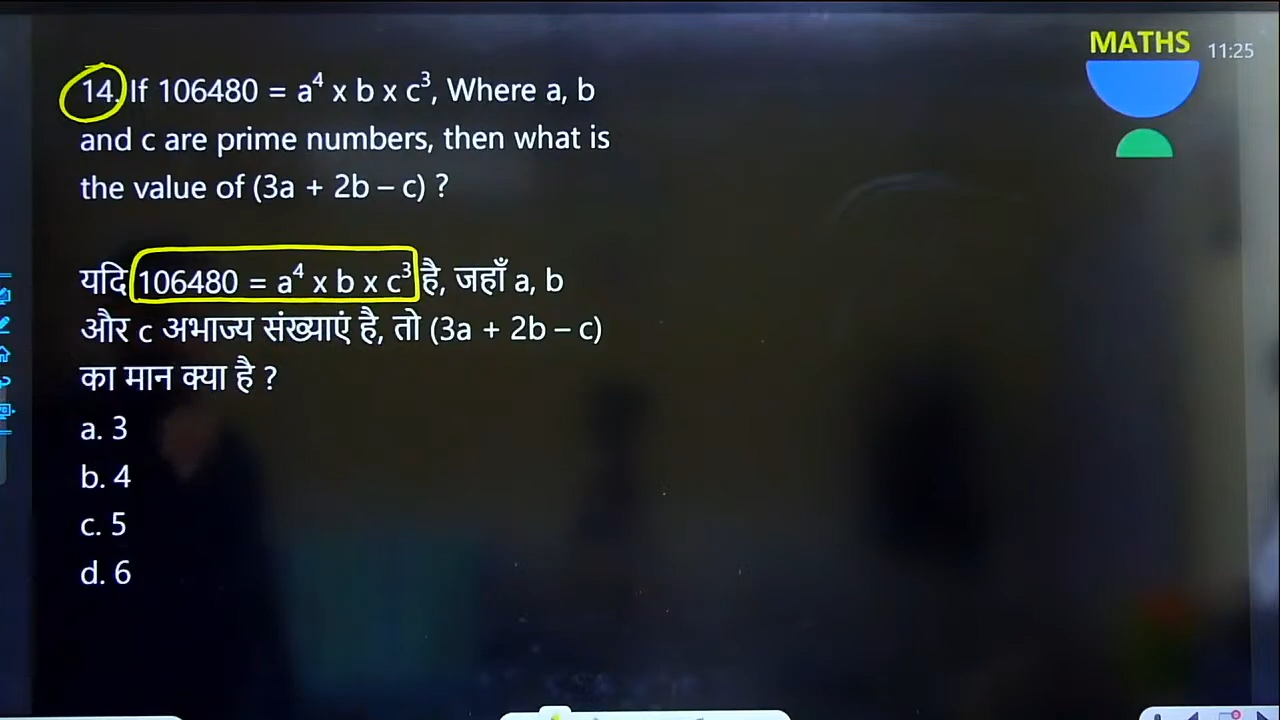 MATHS
11:25
14. If 106480 = a⁴ x b x c³, Where a, b
and c are prime numbers, then what is
the value of (3a + 2b – c) ?
यदि 106480 = a⁴ x b x c³ है, जहाँ a, b
और c अभाज्य संख्याएं है, तो (3a + 2b – c)
का मान क्या है ?
a. 3
b. 4
c. 5
d. 6